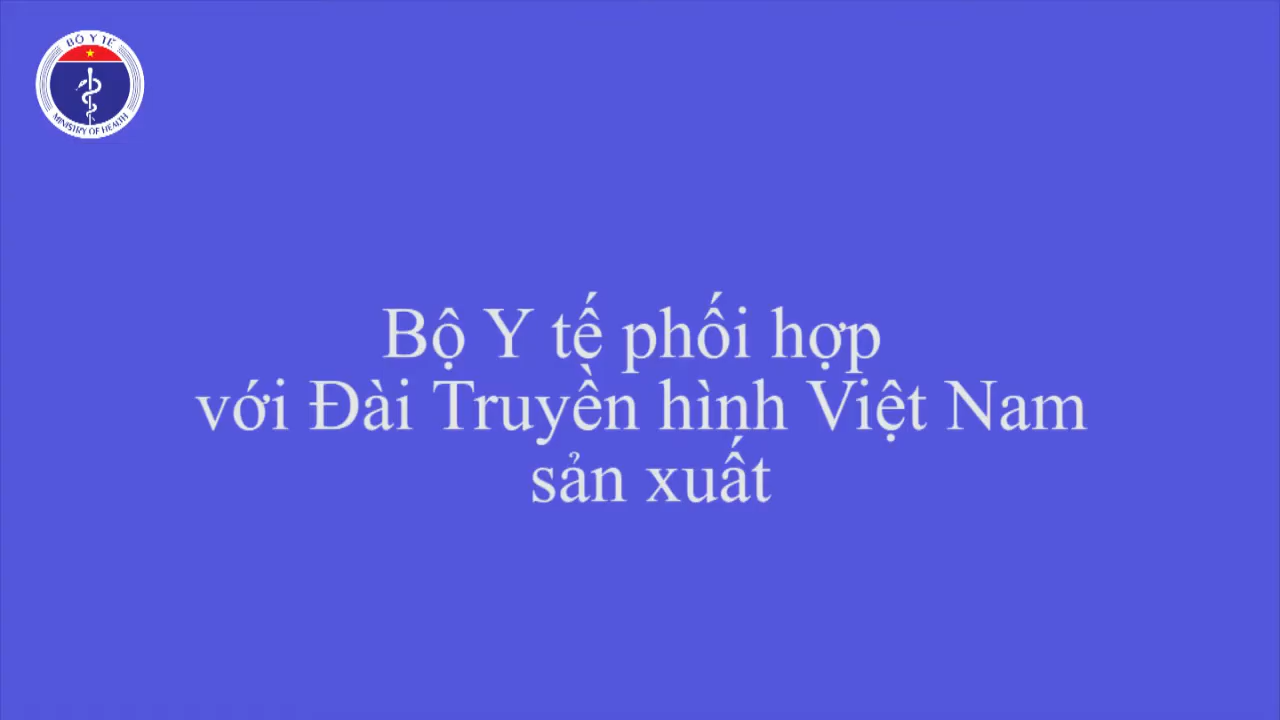 BỘ Y TẾ
MINISTRY OF HEALTH
Bộ Y tế phối hợp
với Đài Truyền hình Việt Nam
sản xuất